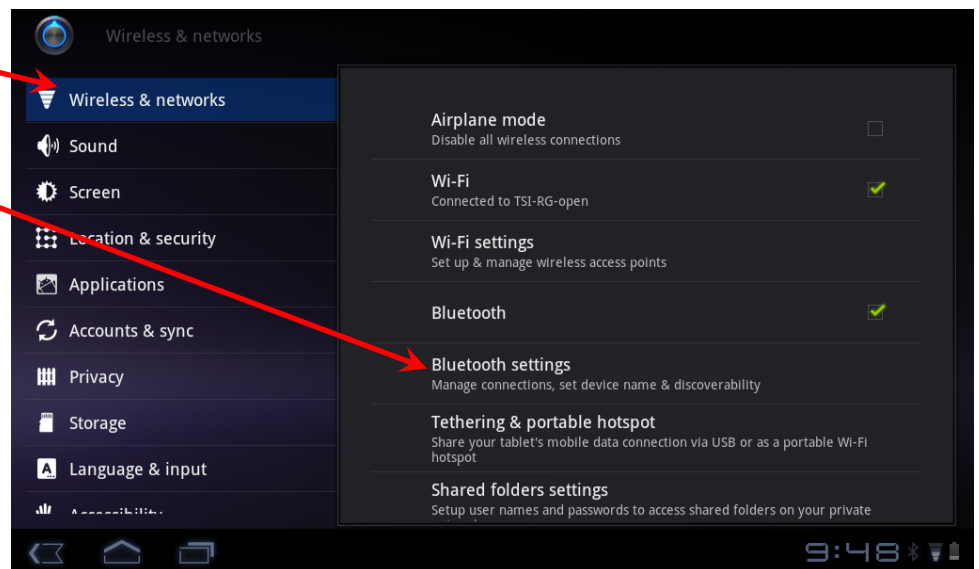 Wireless & networks
Wireless & networks
Sound
Screen
Location & security
Applications
Accounts & sync
Privacy
Storage
Language & input
Accessibility
Airplane mode
Disable all wireless connections
Wi-Fi
Connected to TSI-RG-open
Wi-Fi settings
Set up & manage wireless access points
Bluetooth
Bluetooth settings
Manage connections, set device name & discoverability
Tethering & portable hotspot
Share your tablet's mobile data connection via USB or as a portable Wi-Fi
hotspot
Shared folders settings
Setup user names and passwords to access shared folders on your private
9:48